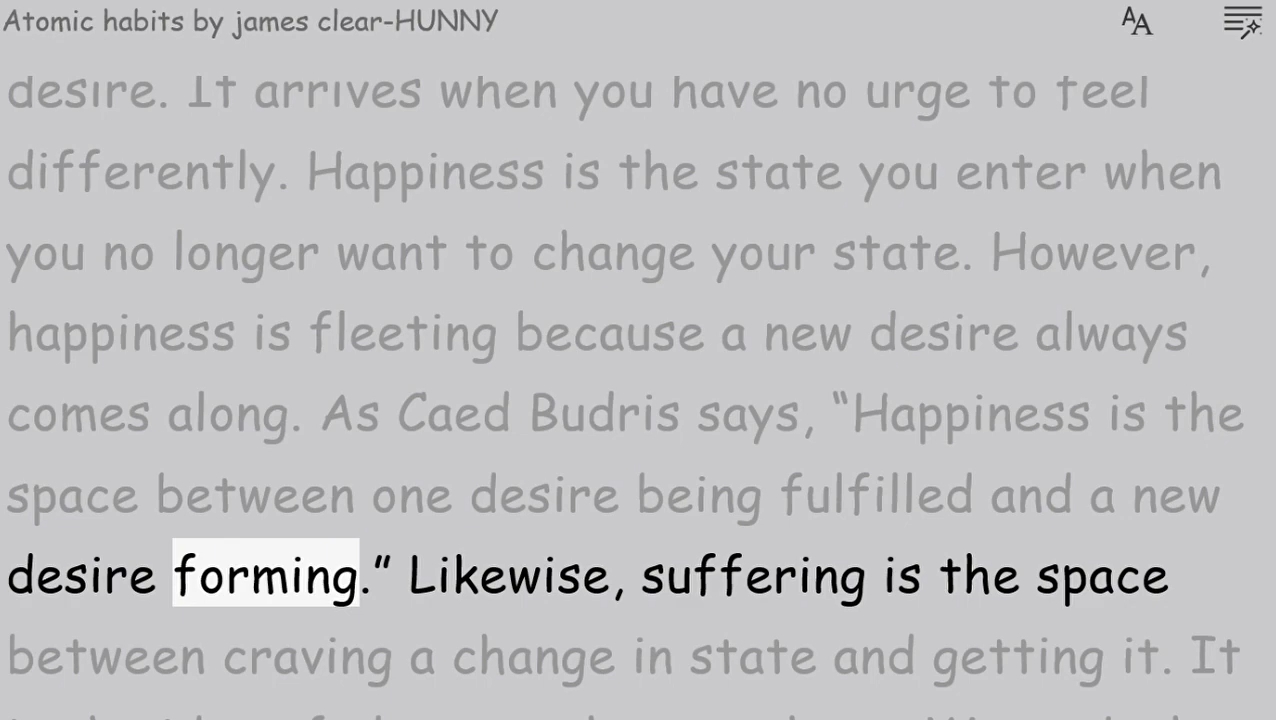 Atomic habits by james clear-HUNNY
AA
desire. It arrives when you have no urge to feel
differently. Happiness is the state you enter when
you no longer want to change your state. However,
happiness is fleeting because a new desire always
comes along. As Caed Budris says, “Happiness is the
space between one desire being fulfilled and a new
desire forming.” Likewise, suffering is the space
between craving a change in state and getting it. It